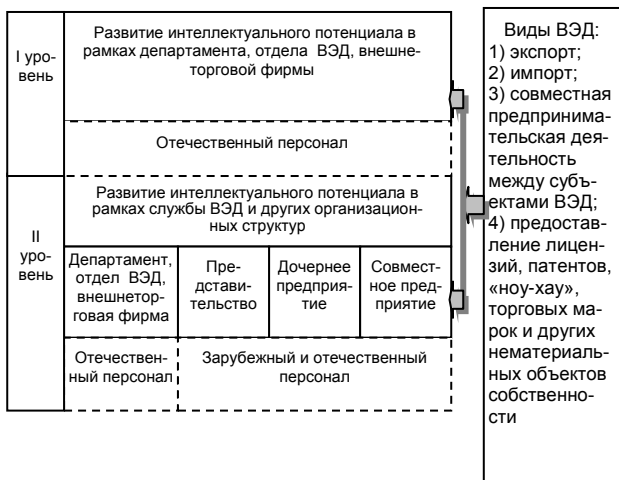 I уро-
вень
Развитие интеллектуального потенциала в
рамках департамента, отдела ВЭД, внешне-
торговой фирмы
Отечественный персонал
II
уро-
вень
Развитие интеллектуального потенциала в
рамках службы ВЭД и других организацион-
ных структур
Департамент,
отдел ВЭД,
внешнетор-
говая фирма
Пре-
дстави-
тельство
Дочернее
предприя-
тие
Совмест-
ное пред-
приятие
Отечествен-
ный персонал
Зарубежный и отечественный
персонал
Виды ВЭД:
1) экспорт;
2) импорт;
3) совместная
предпринима-
тельская дея-
тельность
между субъ-
ектами ВЭД;
4) предостав-
ление лицен-
зий, патентов,
«ноу-хау»,
торговых ма-
рок и других
нематериаль-
ных объектов
собственно-
сти